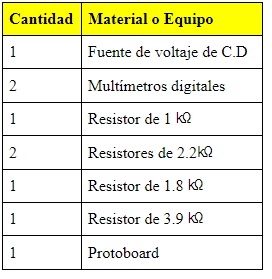 Cantidad Material o Equipo
1 Fuente de voltaje de C.D
2 Multímetros digitales
1 Resistor de 1 kΩ
2 Resistores de 2.2kΩ
1 Resistor de 1.8 kΩ
1 Resistor de 3.9 kΩ
1 Protoboard